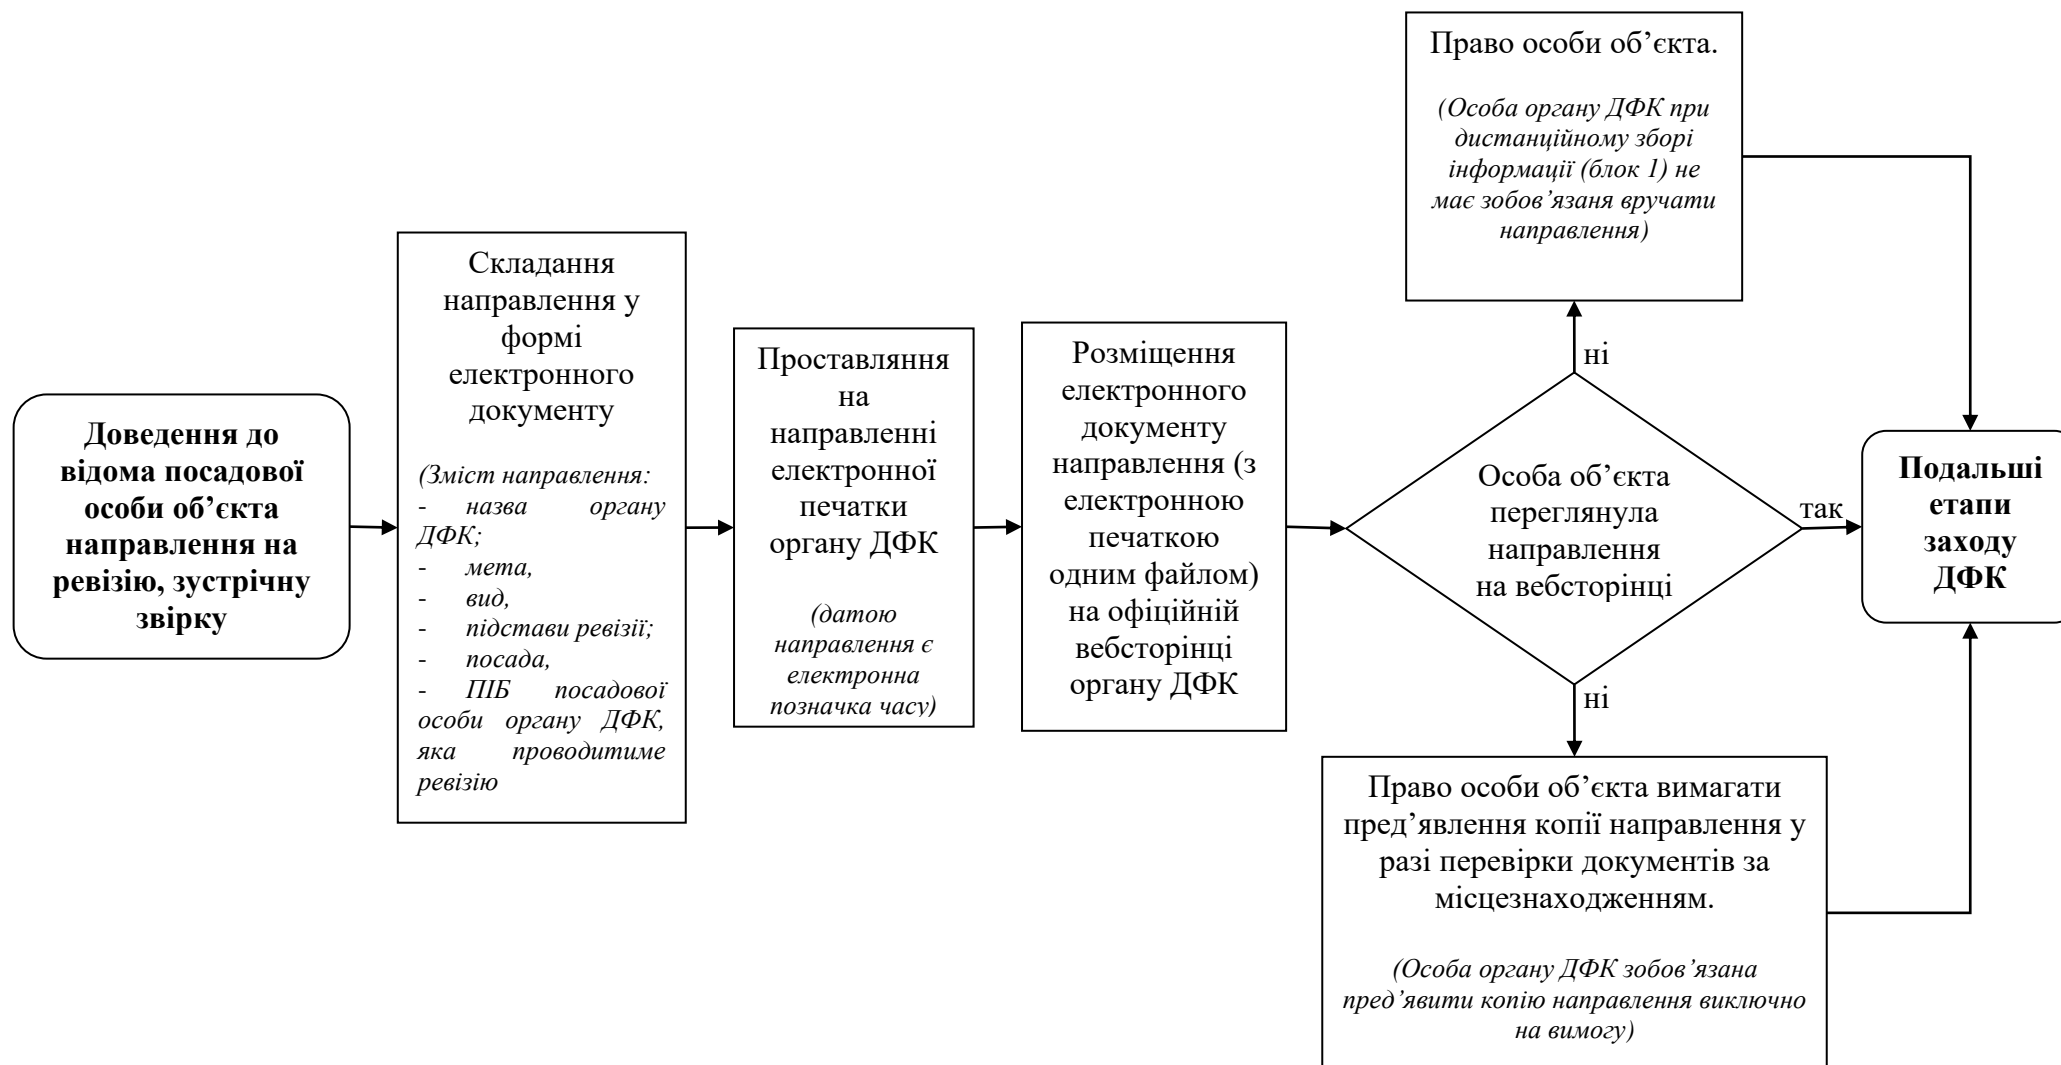 Доведення до
відома посадової
особи об’єкта
направлення на
ревізію, зустрічну
звірку
Складання
направлення у
формі
електронного
документу
(Зміст направлення:
- назва органу
ДФК;
- мета,
- вид,
- підстави ревізії;
- посада,
- ПІБ посадової
особи органу ДФК,
яка проводитиме
ревізію
Проставляння
на
направленні
електронної
печатки
органу ДФК
(датою
направлення є
електронна
позначка часу)
Розміщення
електронного
документу
направлення (з
електронною
печаткою
одним файлом)
на офіційній
вебсторінці
органу ДФК
Право особи об’єкта.
(Особа органу ДФК при
дистанційному зборі
інформації (блок 1) не
має зобов’язаня вручати
направлення)
ні
Особа об’єкта
переглянула
направлення
на вебсторінці
так
ні
Право особи об’єкта вимагати
пред’явлення копії направлення у
разі перевірки документів за
місцезнаходженням.
(Особа органу ДФК зобов’язана
пред’явити копію направлення виключно
на вимогу)
Подальші
етапи
заходу
ДФК